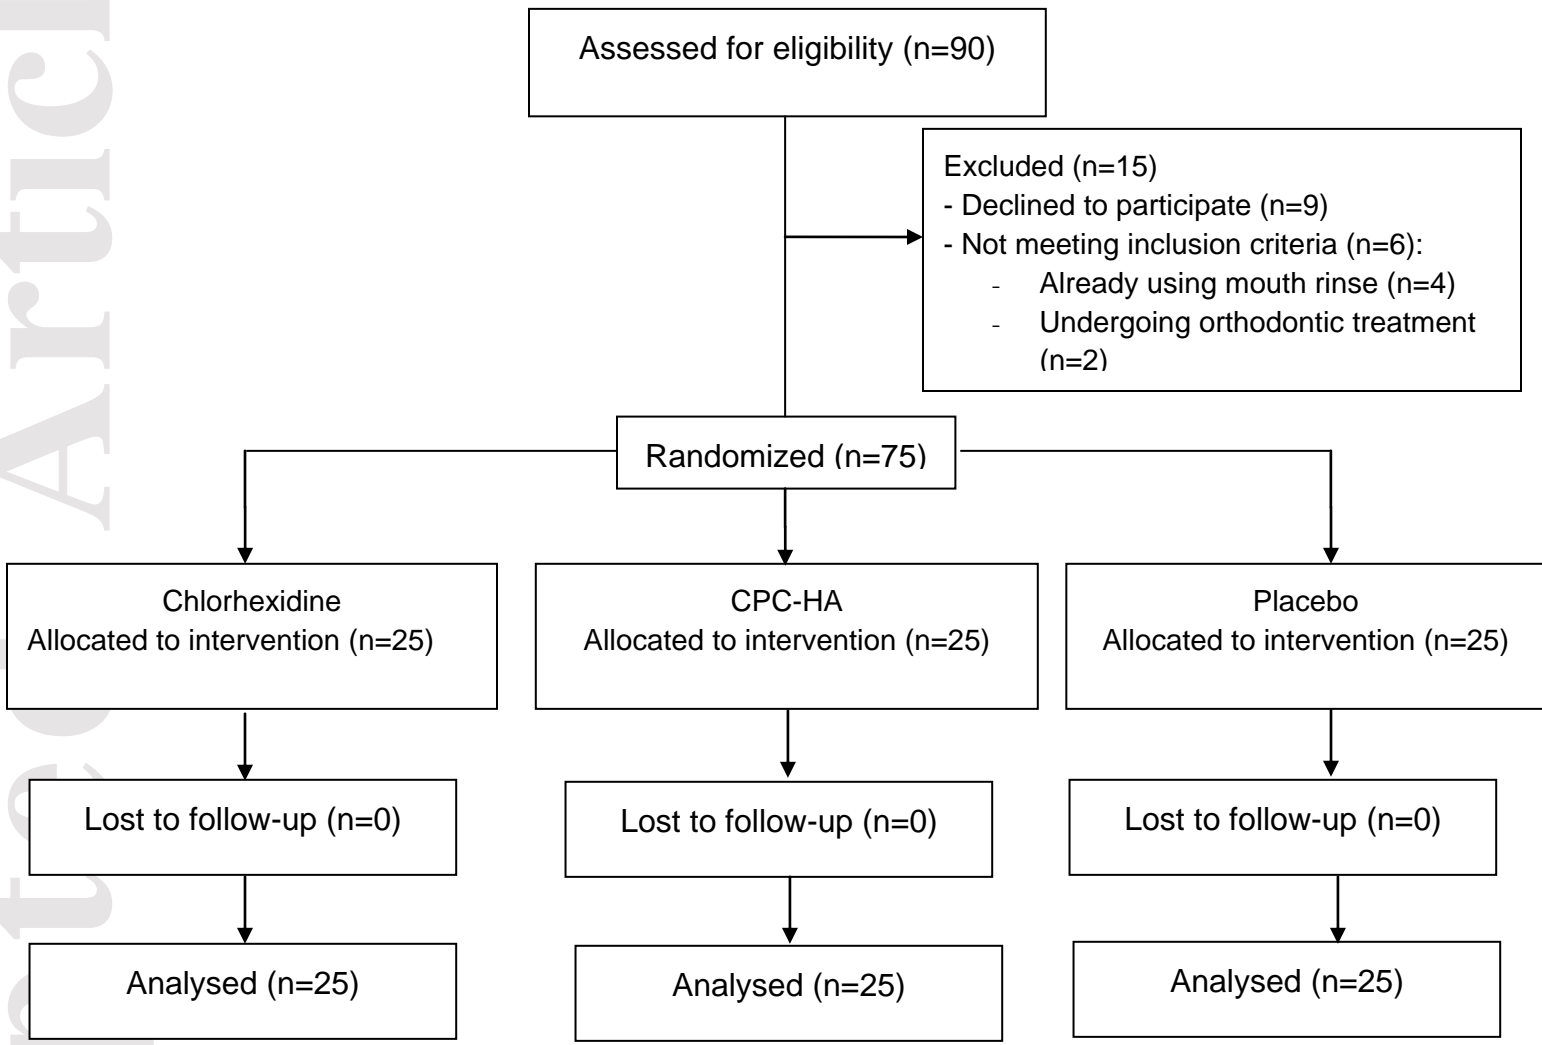 Assessed for eligibility (n=90)
Excluded (n=15)
- Declined to participate (n=9)
- Not meeting inclusion criteria (n=6):
- Already using mouth rinse (n=4)
- Undergoing orthodontic treatment
(n=2)
Randomized (n=75)
Chlorhexidine
Allocated to intervention (n=25)
CPC-HA
Allocated to intervention (n=25)
Placebo
Allocated to intervention (n=25)
Lost to follow-up (n=0)
Lost to follow-up (n=0)
Lost to follow-up (n=0)
Analysed (n=25)
Analysed (n=25)
Analysed (n=25)